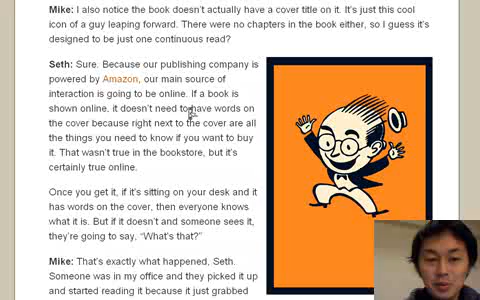 Mike: I also notice the book doesn't actually have a cover title on it. It's just this cool
icon of a guy leaping forward. There were no chapters in the book either, so I guess it's
designed to be just one continuous read?
Seth: Sure. Because our publishing company is
powered by Amazon, our main source of
interaction is going to be online. If a book is
shown online, it doesn't need to have words on
the cover because right next to the cover are all
the things you need to know if you want to buy
it. That wasn't true in the bookstore, but it's
certainly true online.
Once you get it, if it's sitting on your desk and it
has words on the cover, then everyone knows
what it is. But if it doesn't and someone sees it,
they're going to say, "What's that?"
Mike: That's exactly what happened, Seth.
Someone was in my office and they picked it up
and started reading it because it just grabbed